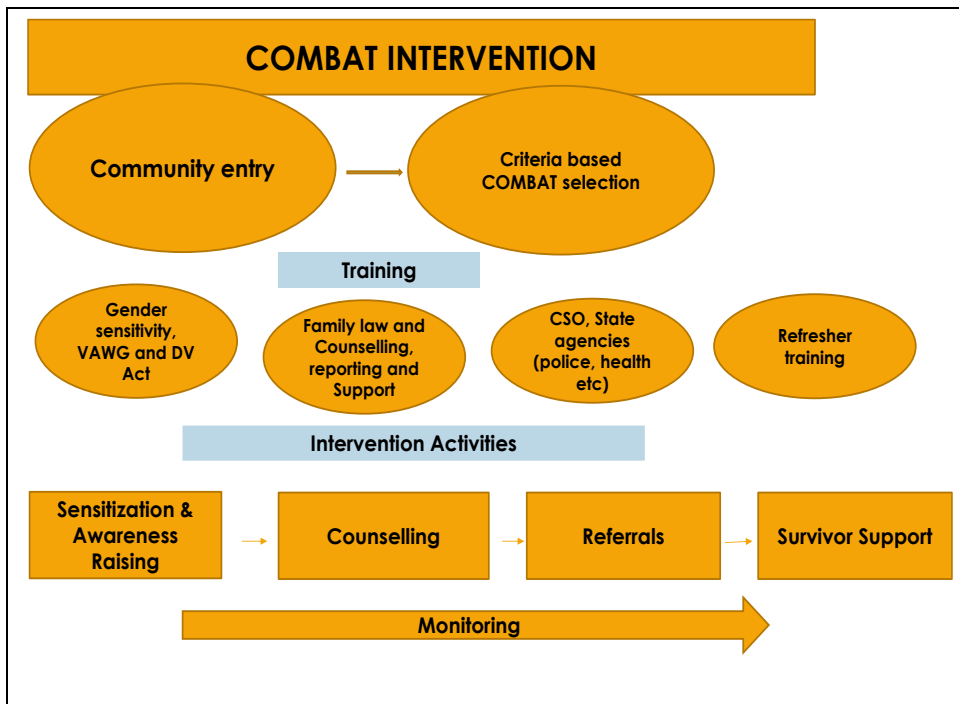 COMBAT INTERVENTION
Community entry
Criteria based
COMBAT selection
Training
Gender
sensitivity,
VAWG and DV
Act
Family law and
Counselling,
reporting and
Support
CSO, State
agencies
(police, health
etc)
Refresher
training
Intervention Activities
Sensitization &
Awareness
Raising
Counselling
Referrals
Survivor Support
Monitoring